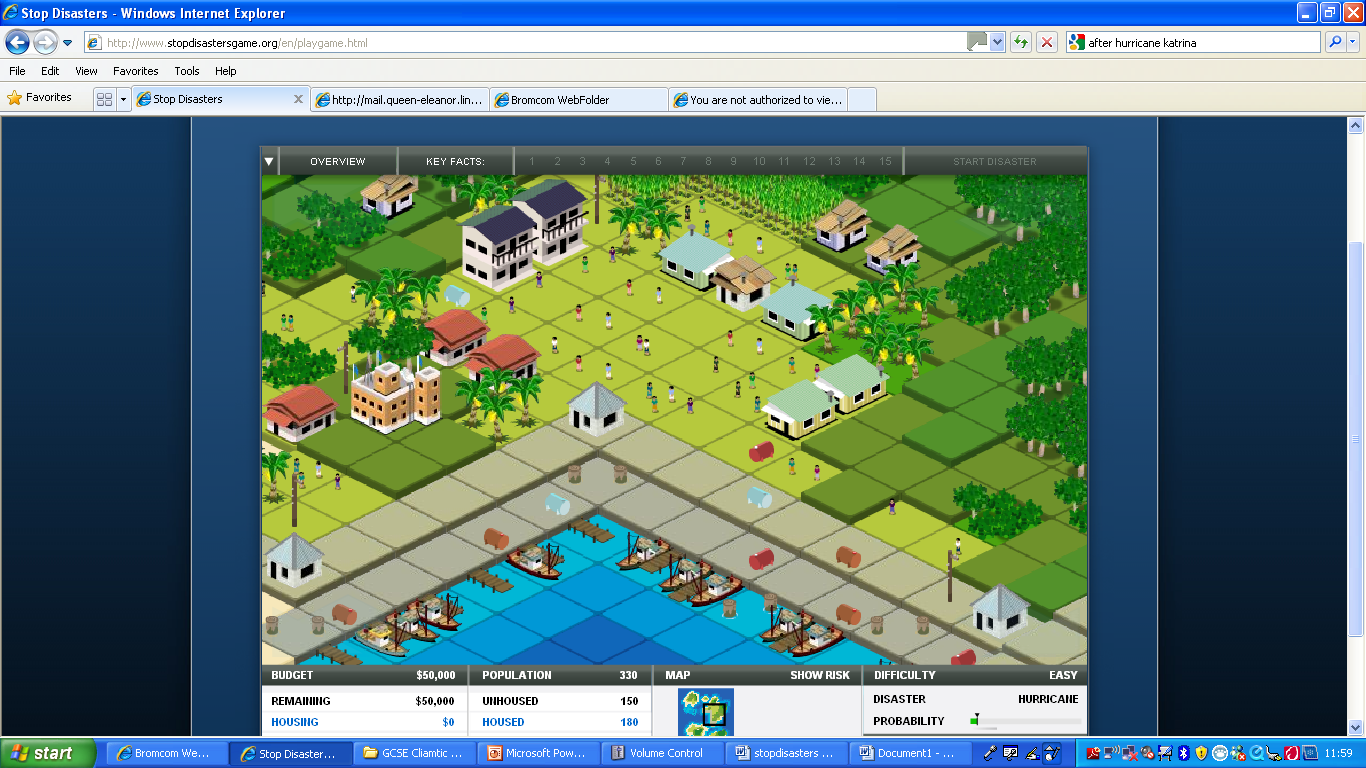 Stop Disasters - Windows Internet Explorer
http://www.stopdisastersgame.org/en/playgame.html
after hurricane katrina
File Edit View Favorites Tools Help
Favorites
Stop Disasters
http://mail.queen-eleanor.lin...
Bromcom WebFolder
You are not authorized to vie...
OVERVIEW KEY FACTS: 1 2 3 4 5 6 7 8 9 10 11 12 13 14 15 START DISASTER
BUDGET $50,000 POPULATION 330 MAP SHOW RISK DIFFICULTY EASY
REMAINING $50,000 UNHOUSED 150 DISASTER HURRICANE
HOUSING $0 HOUSED 180 PROBABILITY
start Bromcom We... Stop Disaster... GCSE Cliamtic ... Microsoft Pow... Volume Control stopdisasters ... Document1 - ... 11:59